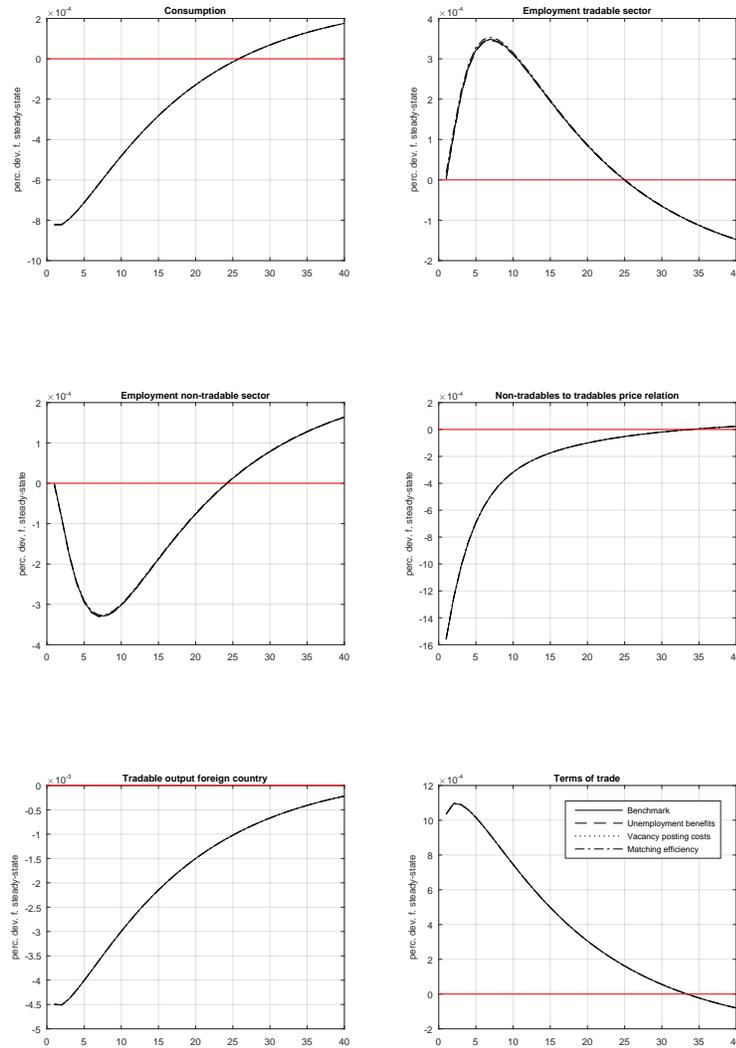 Consumption
×10-4
perc. dev. f. steady-state
2
0
-2
-4
-6
-8
-10
0 5 10 15 20 25 30 35 40
Employment tradable sector
×10-4
perc. dev. f. steady-state
4
3
2
1
0
-1
-2
0 5 10 15 20 25 30 35 40
Employment non-tradable sector
×10-4
perc. dev. f. steady-state
2
1
0
-1
-2
-3
-4
0 5 10 15 20 25 30 35 40
Non-tradables to tradables price relation
×10-4
perc. dev. f. steady-state
2
0
-2
-4
-6
-8
-10
-12
-14
-16
0 5 10 15 20 25 30 35 40
Tradable output foreign country
×10-3
perc. dev. f. steady-state
0
-0.5
-1
-1.5
-2
-2.5
-3
-3.5
-4
-4.5
-5
0 5 10 15 20 25 30 35 40
Terms of trade
×10-4
perc. dev. f. steady-state
12
10
8
6
4
2
0
-2
0 5 10 15 20 25 30 35 40
Benchmark
Unemployment benefits
Vacancy posting costs
Matching efficiency